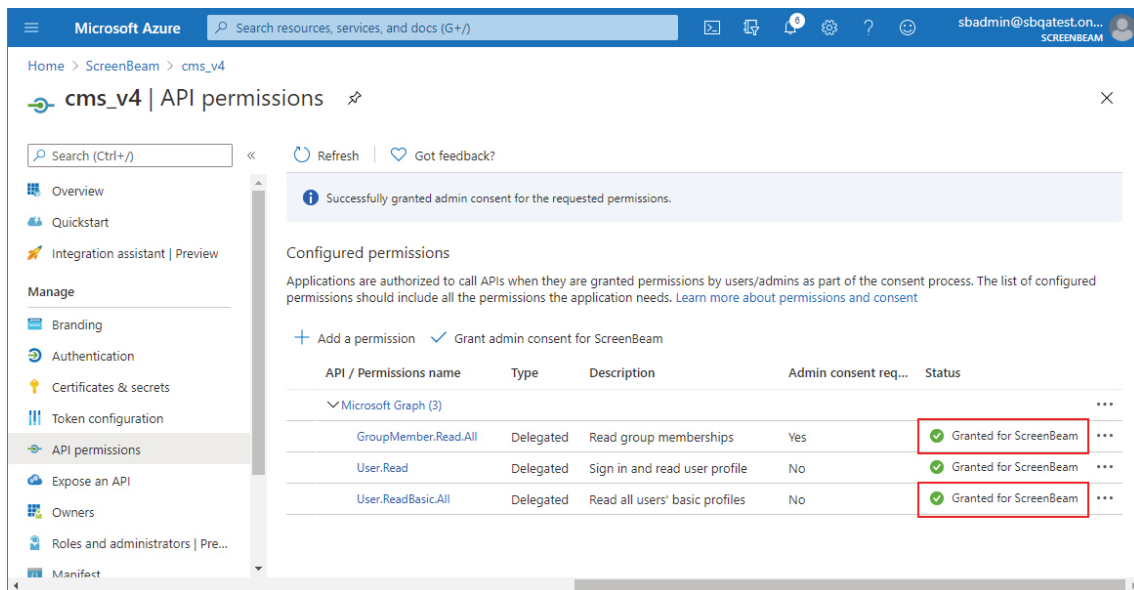 Microsoft Azure
Search resources, services, and docs (G+/)
6
sbadmin@sbqatest.on...
SCREENBEAM
Home > ScreenBeam > cms_v4
cms_v4 | API permissions
Search (Ctrl+/)
Refresh
Got feedback?
Overview
Quickstart
Integration assistant | Preview
Manage
Branding
Authentication
Certificates & secrets
Token configuration
API permissions
Expose an API
Owners
Roles and administrators | Pre...
Manifest
Successfully granted admin consent for the requested permissions.
Configured permissions
Applications are authorized to call APIs when they are granted permissions by users/admins as part of the consent process. The list of configured
permissions should include all the permissions the application needs. Learn more about permissions and consent
Add a permission Grant admin consent for ScreenBeam
API / Permissions name Type Description Admin consent req... Status
Microsoft Graph (3)
GroupMember.Read.All Delegated Read group memberships Yes Granted for ScreenBeam
User.Read Delegated Sign in and read user profile No Granted for ScreenBeam
User.ReadBasic.All Delegated Read all users' basic profiles No Granted for ScreenBeam